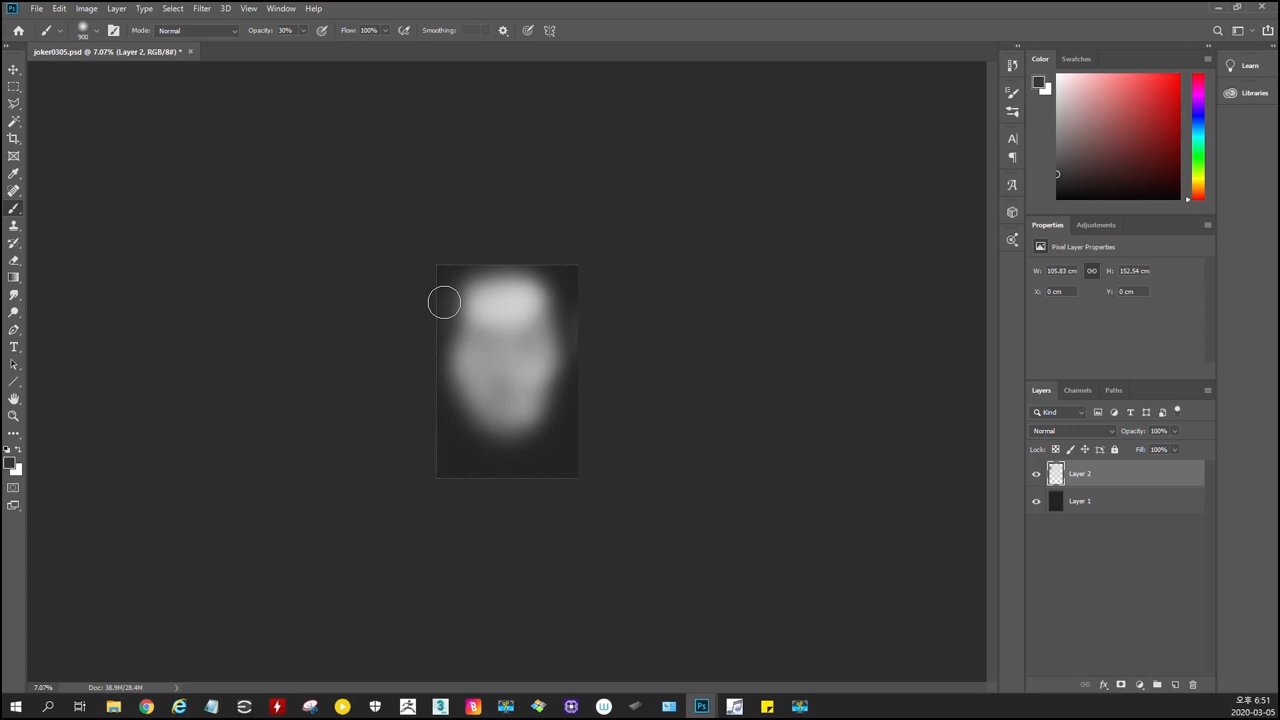 Ps File Edit Image Layer Type Select Filter 3D View Window Help
900 Mode: Normal Opacity: 30% Flow: 100% Smoothing:
joker0305.psd @ 7.07% (Layer 2, RGB/8#) * ×
Color Swatches
Learn
Libraries
Properties Adjustments
Pixel Layer Properties
W: 105.83 cm H: 152.54 cm
X: 0 cm Y: 0 cm
Layers Channels Paths
Kind
Normal Opacity: 100%
Lock: Fill: 100%
Layer 2
Layer 1
7.07% Doc: 38.9M/28.4M
오후 6:51
2020-03-05